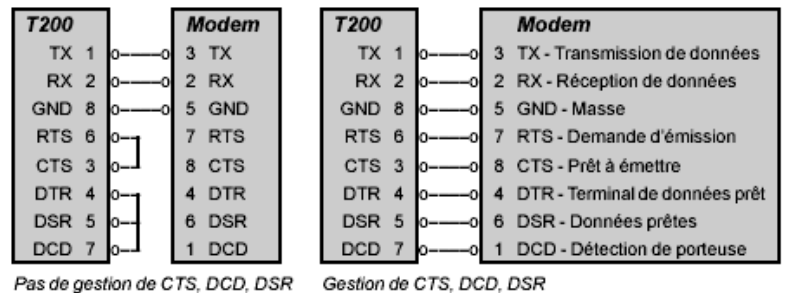 T200 Modem
TX 1 3 TX
RX 2 2 RX
GND 8 5 GND
RTS 6 7 RTS
CTS 3 8 CTS
DTR 4 4 DTR
DSR 5 6 DSR
DCD 7 1 DCD
Pas de gestion de CTS, DCD, DSR
T200 Modem
TX 1 3 TX - Transmission de données
RX 2 2 RX - Réception de données
GND 8 5 GND - Masse
RTS 6 7 RTS - Demande d'émission
CTS 3 8 CTS - Prêt à émettre
DTR 4 4 DTR - Terminal de données prêt
DSR 5 6 DSR - Données prêtes
DCD 7 1 DCD - Détection de porteuse
Gestion de CTS, DCD, DSR